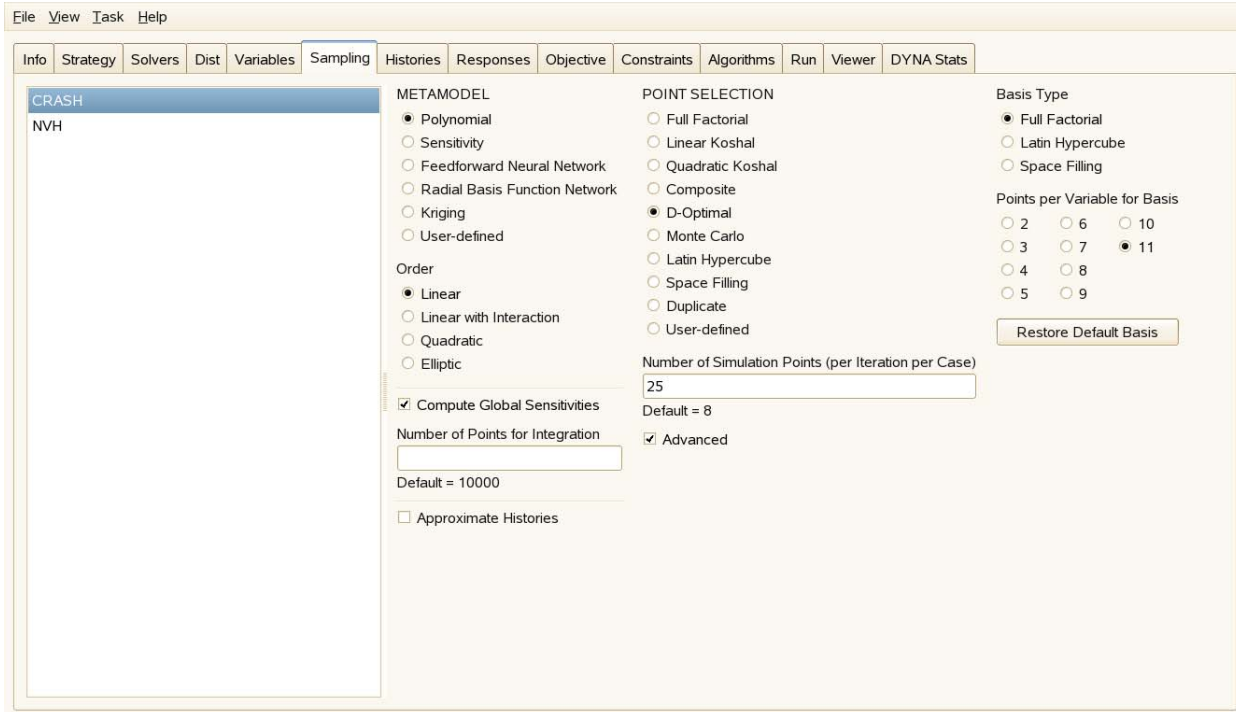 File View Task Help
Info Strategy Solvers Dist Variables Sampling Histories Responses Objective Constraints Algorithms Run Viewer DYNA Stats
CRASH
NVH
METAMODEL
Polynomial
Sensitivity
Feedforward Neural Network
Radial Basis Function Network
Kriging
User-defined
Order
Linear
Linear with Interaction
Quadratic
Elliptic
Compute Global Sensitivities
Number of Points for Integration
Default = 10000
Approximate Histories
POINT SELECTION
Full Factorial
Linear Koshal
Quadratic Koshal
Composite
D-Optimal
Monte Carlo
Latin Hypercube
Space Filling
Duplicate
User-defined
Number of Simulation Points (per Iteration per Case)
25
Default = 8
Advanced
Basis Type
Full Factorial
Latin Hypercube
Space Filling
Points per Variable for Basis
2 6 10
3 7 11
4 8
5 9
Restore Default Basis